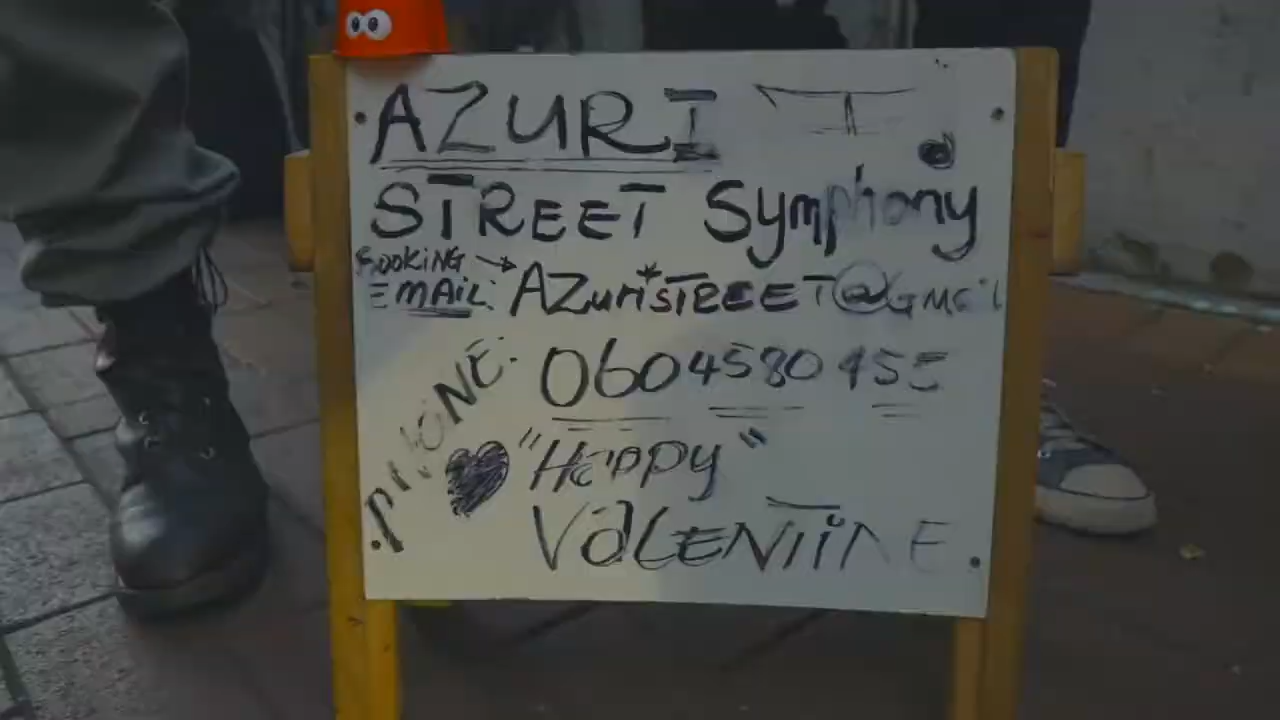 AZURI
STREET Symphony
BOOKING →
EMAIL: AZuriSTREET@GMail
PHONE: 0604580455
"Happy"
VALENTiNE